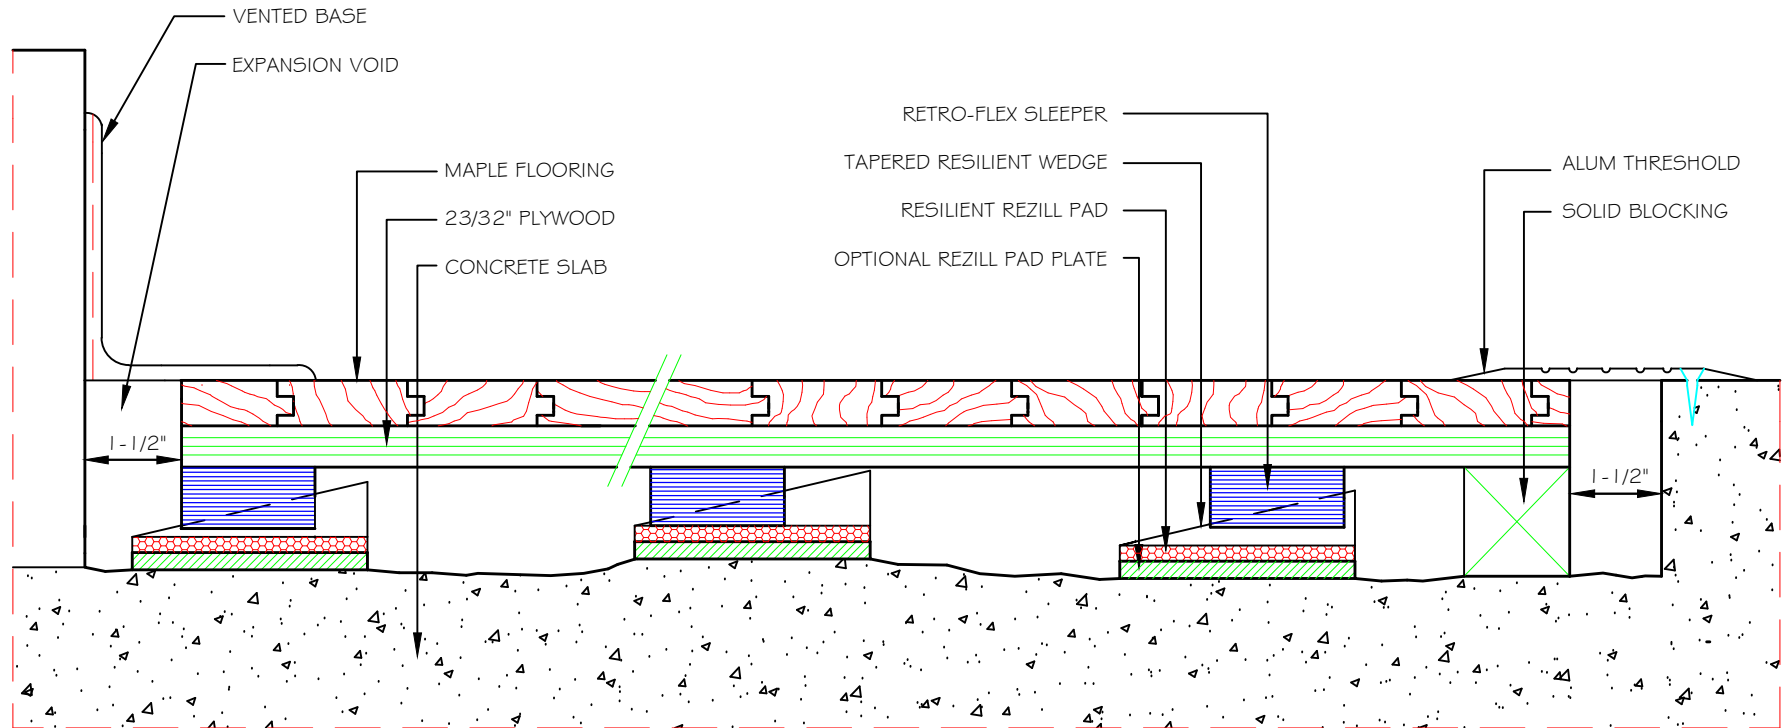 VENTED BASE
EXPANSION VOID
MAPLE FLOORING
23/32" PLYWOOD
CONCRETE SLAB
RETRO-FLEX SLEEPER
TAPERED RESILIENT WEDGE
RESILIENT REZILL PAD
OPTIONAL REZILL PAD PLATE
ALUM THRESHOLD
SOLID BLOCKING
1-1/2"
1-1/2"